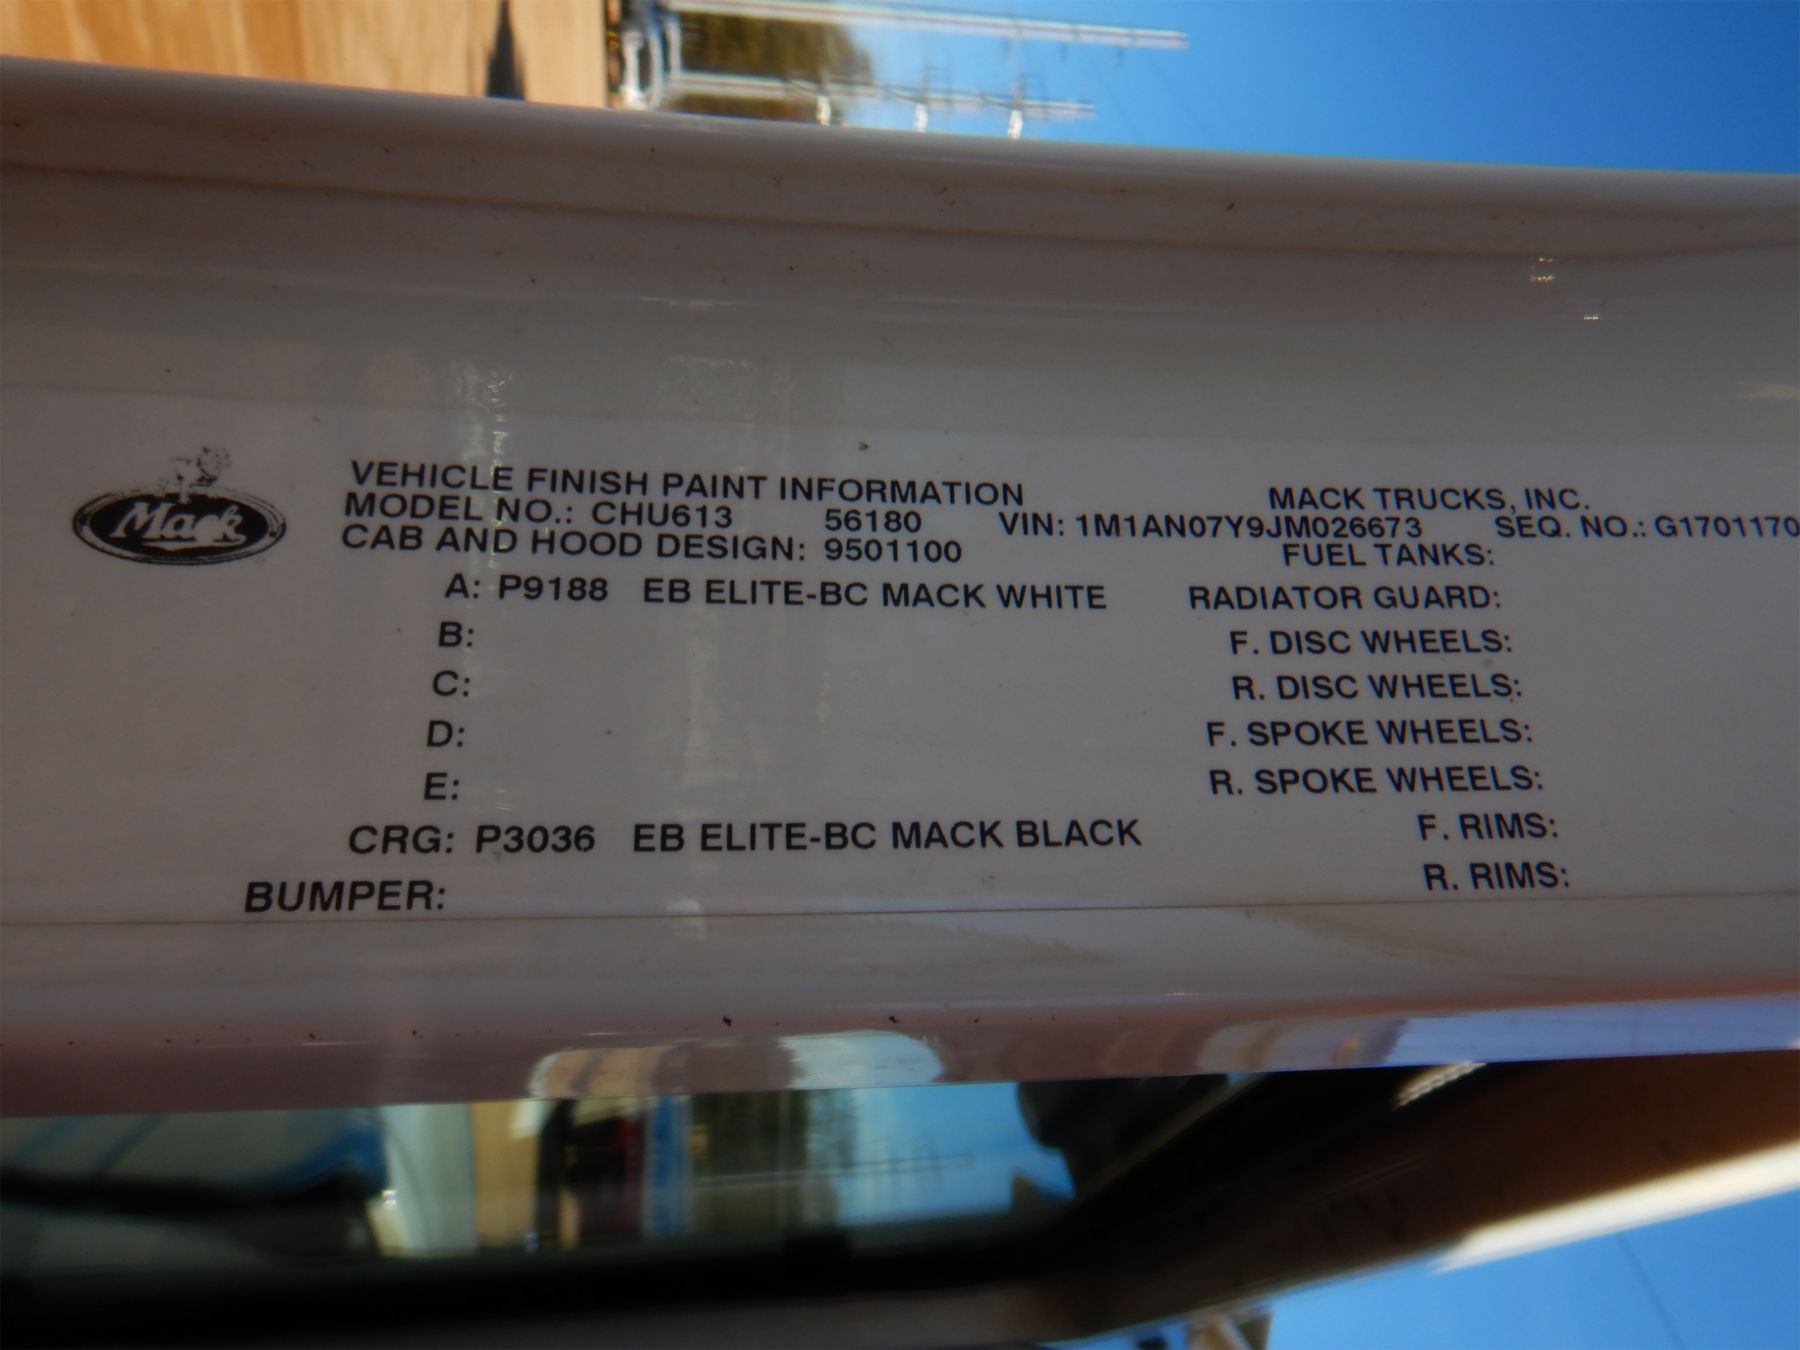 Mack
VEHICLE FINISH PAINT INFORMATION MACK TRUCKS, INC.
MODEL NO.: CHU613 56180 VIN: 1M1AN07Y9JM026673 SEQ. NO.: G1701170
CAB AND HOOD DESIGN: 9501100 FUEL TANKS:
A: P9188 EB ELITE-BC MACK WHITE RADIATOR GUARD:
B: F. DISC WHEELS:
C: R. DISC WHEELS:
D: F. SPOKE WHEELS:
E: R. SPOKE WHEELS:
CRG: P3036 EB ELITE-BC MACK BLACK F. RIMS:
BUMPER: R. RIMS: